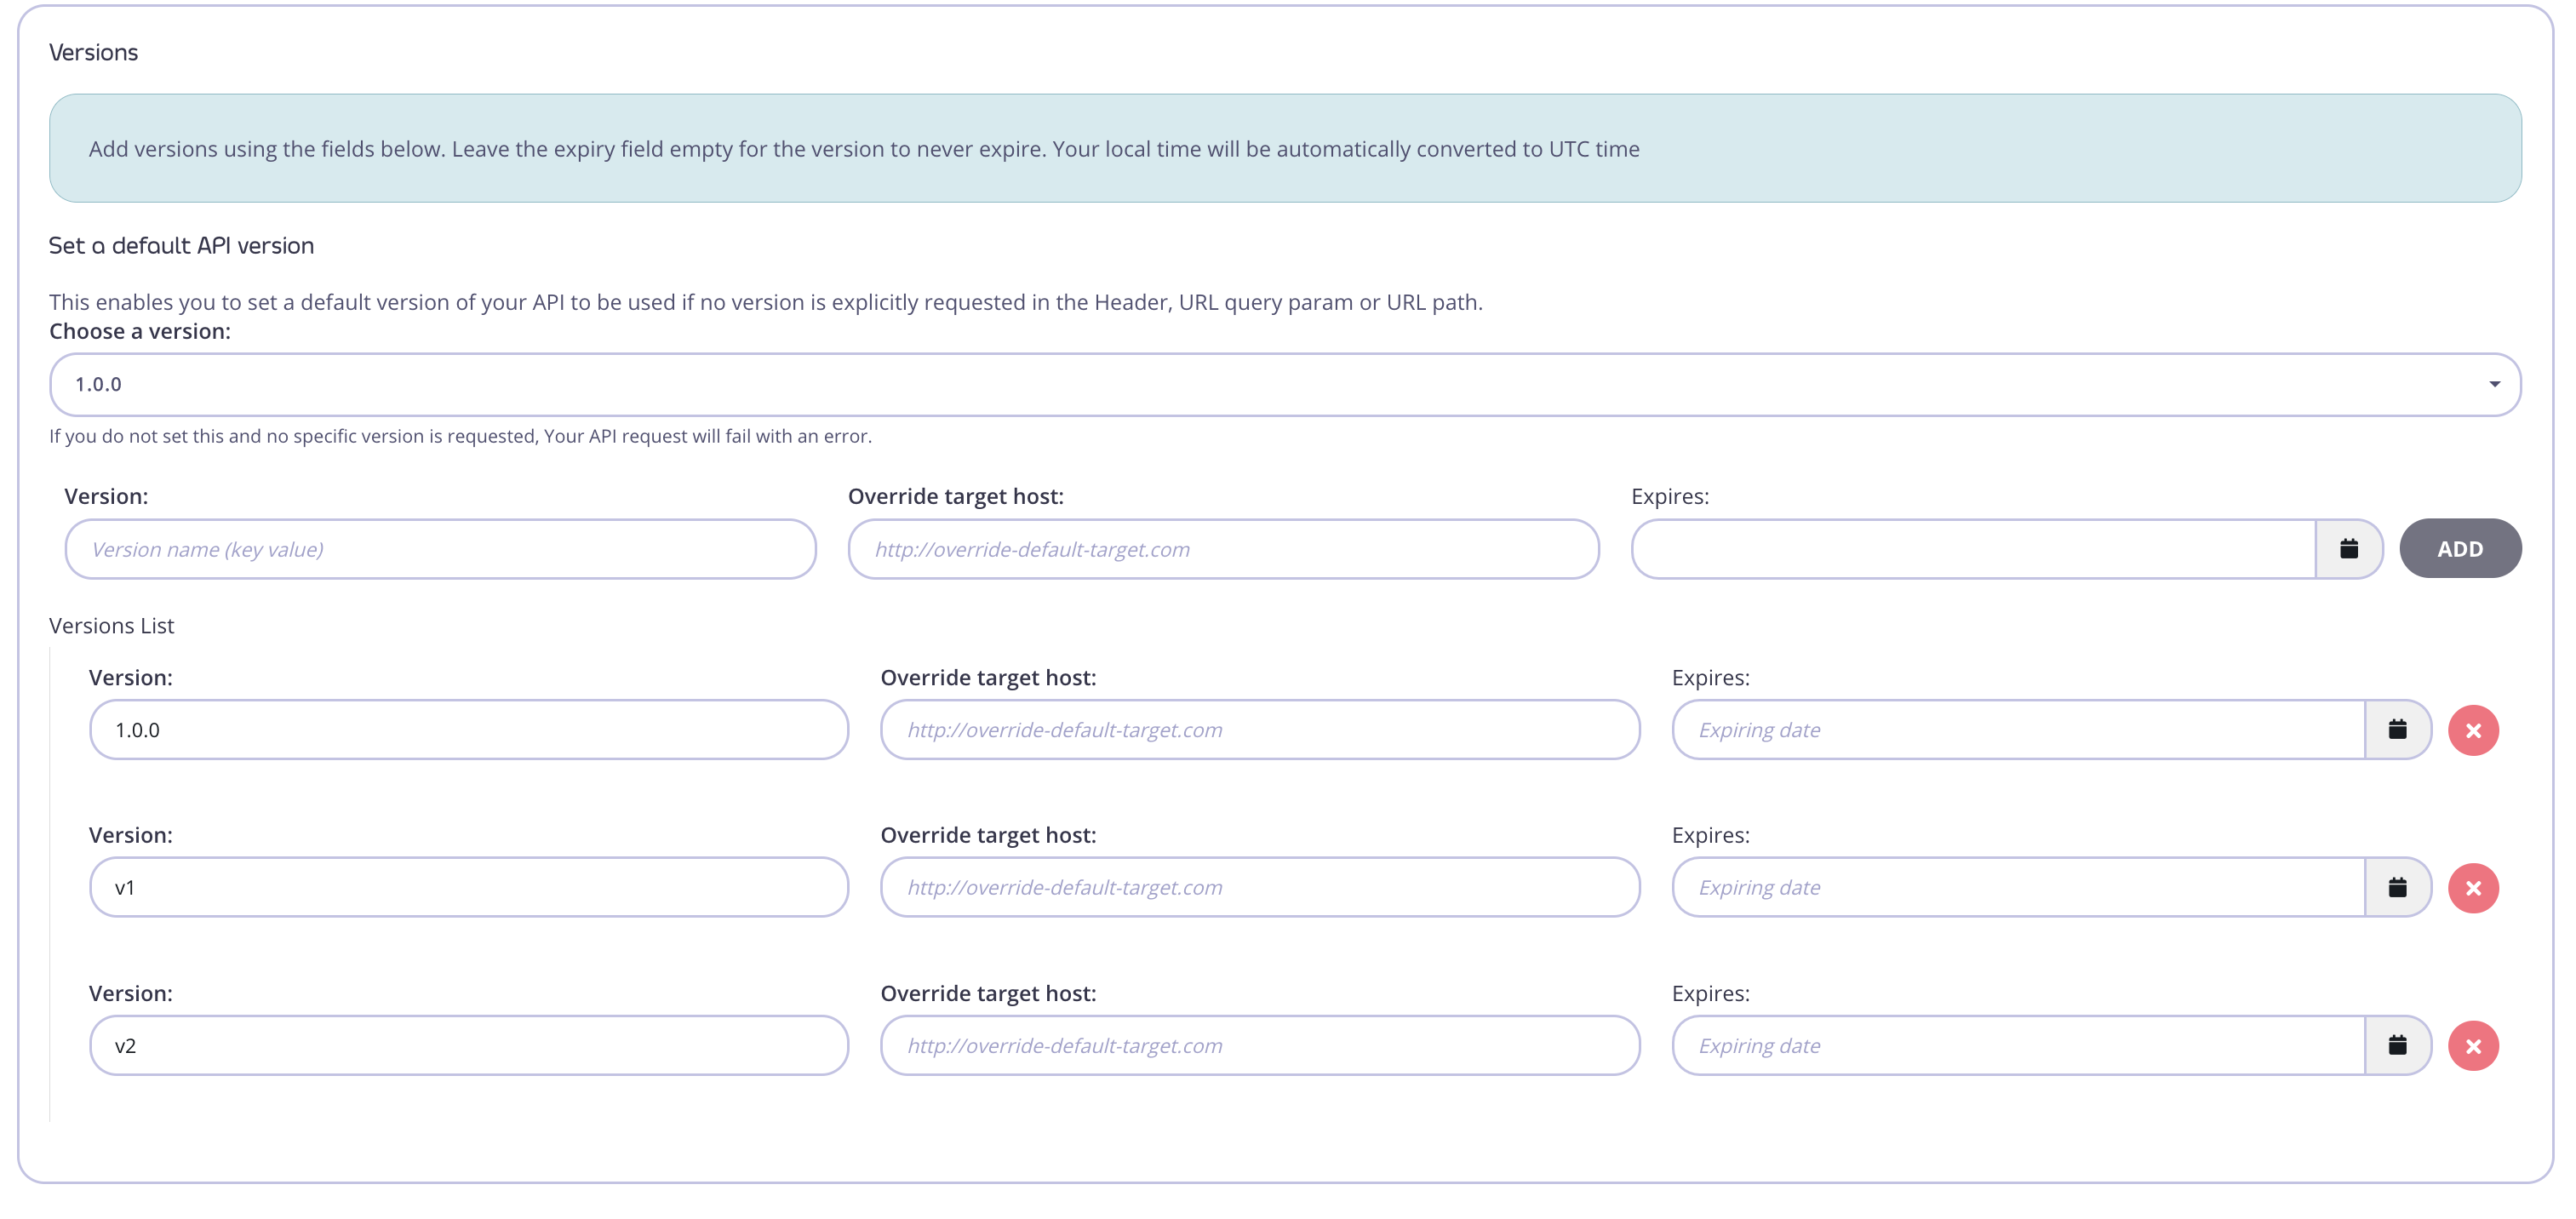 Versions
Add versions using the fields below. Leave the expiry field empty for the version to never expire. Your local time will be automatically converted to UTC time
Set a default API version
This enables you to set a default version of your API to be used if no version is explicitly requested in the Header, URL query param or URL path.
Choose a version:
1.0.0
If you do not set this and no specific version is requested, Your API request will fail with an error.
Version: Override target host: Expires:
Version name (key value) http://override-default-target.com ADD
Versions List
Version: Override target host: Expires:
1.0.0 http://override-default-target.com Expiring date
Version: Override target host: Expires:
v1 http://override-default-target.com Expiring date
Version: Override target host: Expires:
v2 http://override-default-target.com Expiring date